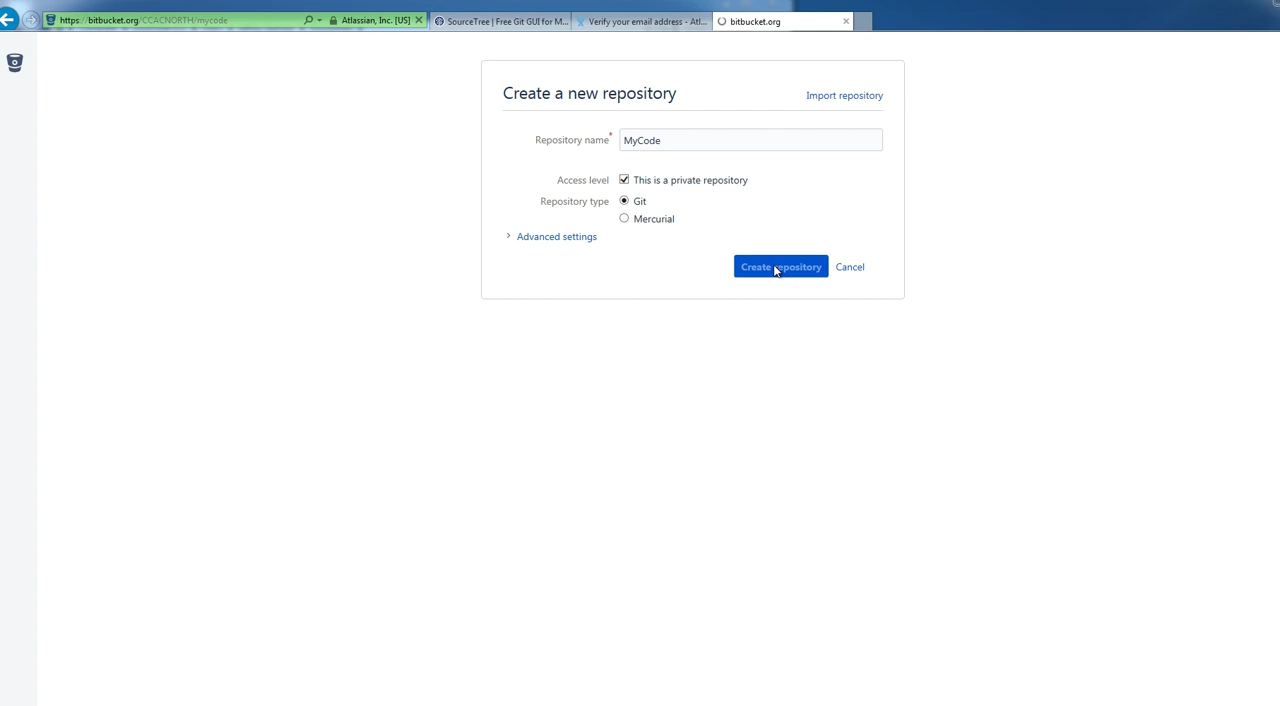 https://bitbucket.org/CCACNORTH/mycode Atlassian, Inc. [US] SourceTree | Free Git GUI for M... Verify your email address - Atl... bitbucket.org
Create a new repository
Import repository
Repository name* MyCode
Access level This is a private repository
Repository type Git
Mercurial
Advanced settings
Create repository Cancel